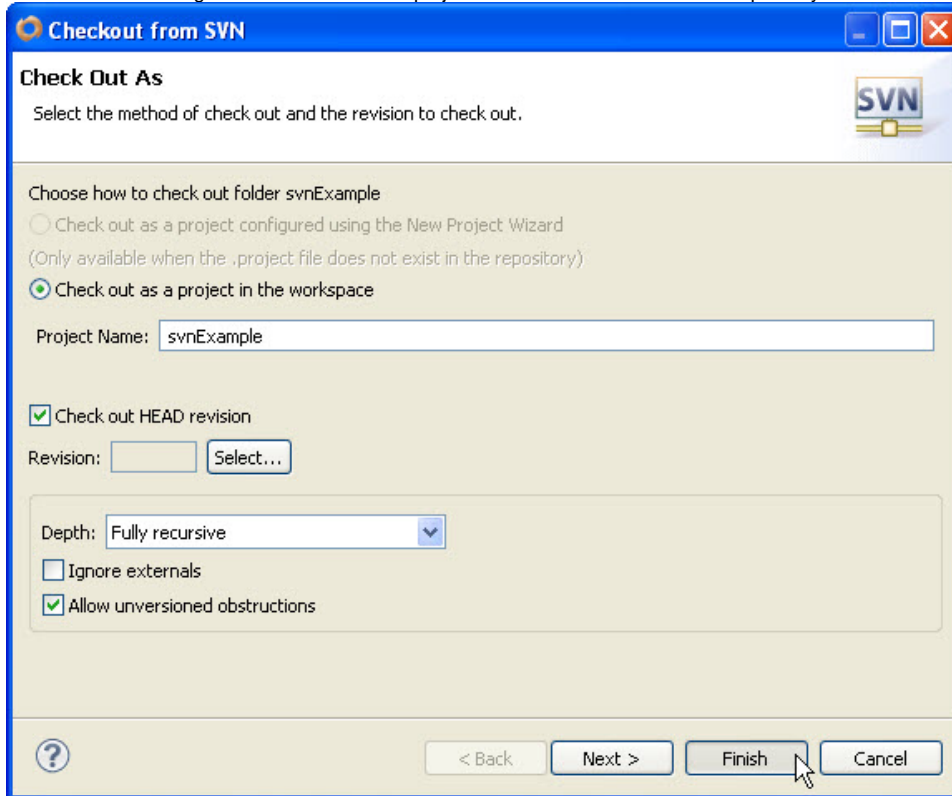 Checkout from SVN
Check Out As
Select the method of check out and the revision to check out.
SVN
Choose how to check out folder svnExample
Check out as a project configured using the New Project Wizard
(Only available when the .project file does not exist in the repository)
Check out as a project in the workspace
Project Name: svnExample
Check out HEAD revision
Revision: Select...
Depth: Fully recursive
Ignore externals
Allow unversioned obstructions
? < Back Next > Finish Cancel